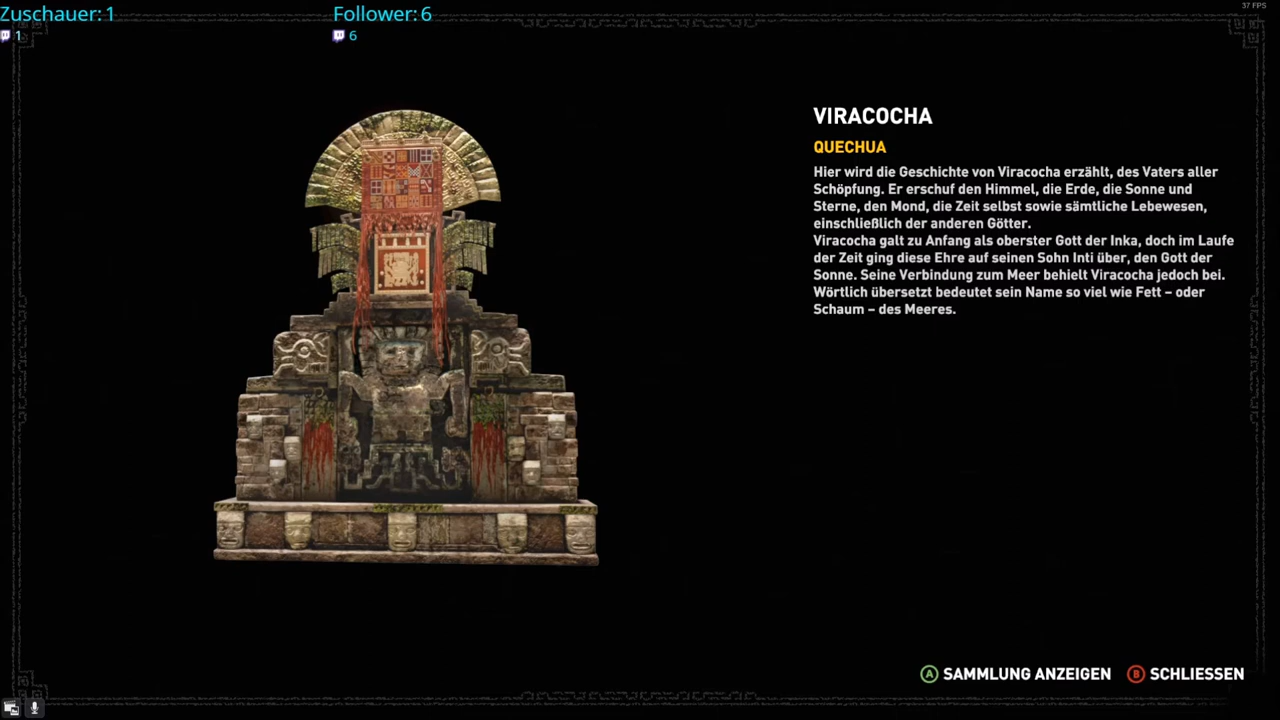 Zuschauer: 1
Follower: 6
37 FPS
1
6
VIRACOCHA
QUECHUA
Hier wird die Geschichte von Viracocha erzählt, des Vaters aller
Schöpfung. Er erschuf den Himmel, die Erde, die Sonne und
Sterne, den Mond, die Zeit selbst sowie sämtliche Lebewesen,
einschließlich der anderen Götter.
Viracocha galt zu Anfang als oberster Gott der Inka, doch im Laufe
der Zeit ging diese Ehre auf seinen Sohn Inti über, den Gott der
Sonne. Seine Verbindung zum Meer behielt Viracocha jedoch bei.
Wörtlich übersetzt bedeutet sein Name so viel wie Fett – oder
Schaum – des Meeres.
A SAMMLUNG ANZEIGEN
B SCHLIESSEN